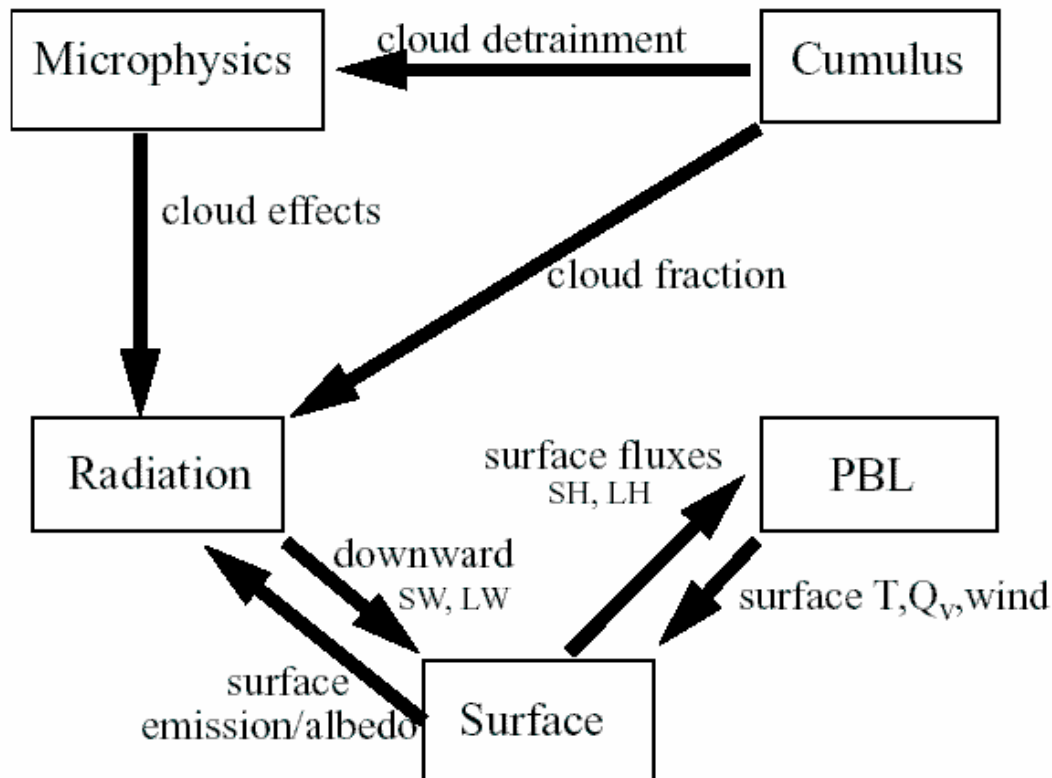 cloud detrainment
Microphysics
Cumulus
cloud effects
cloud fraction
surface fluxes
SH, LH
Radiation
PBL
downward
SW, LW
surface T,Qv,wind
surface
emission/albedo
Surface